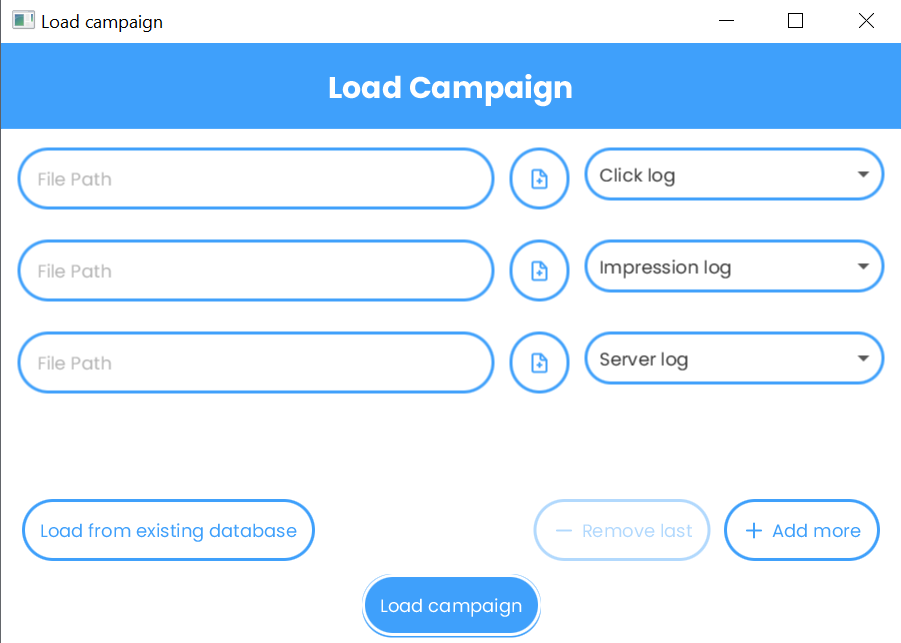 Load campaign
Load Campaign
File Path
Click log
File Path
Impression log
File Path
Server log
Load from existing database
Remove last
Add more
Load campaign